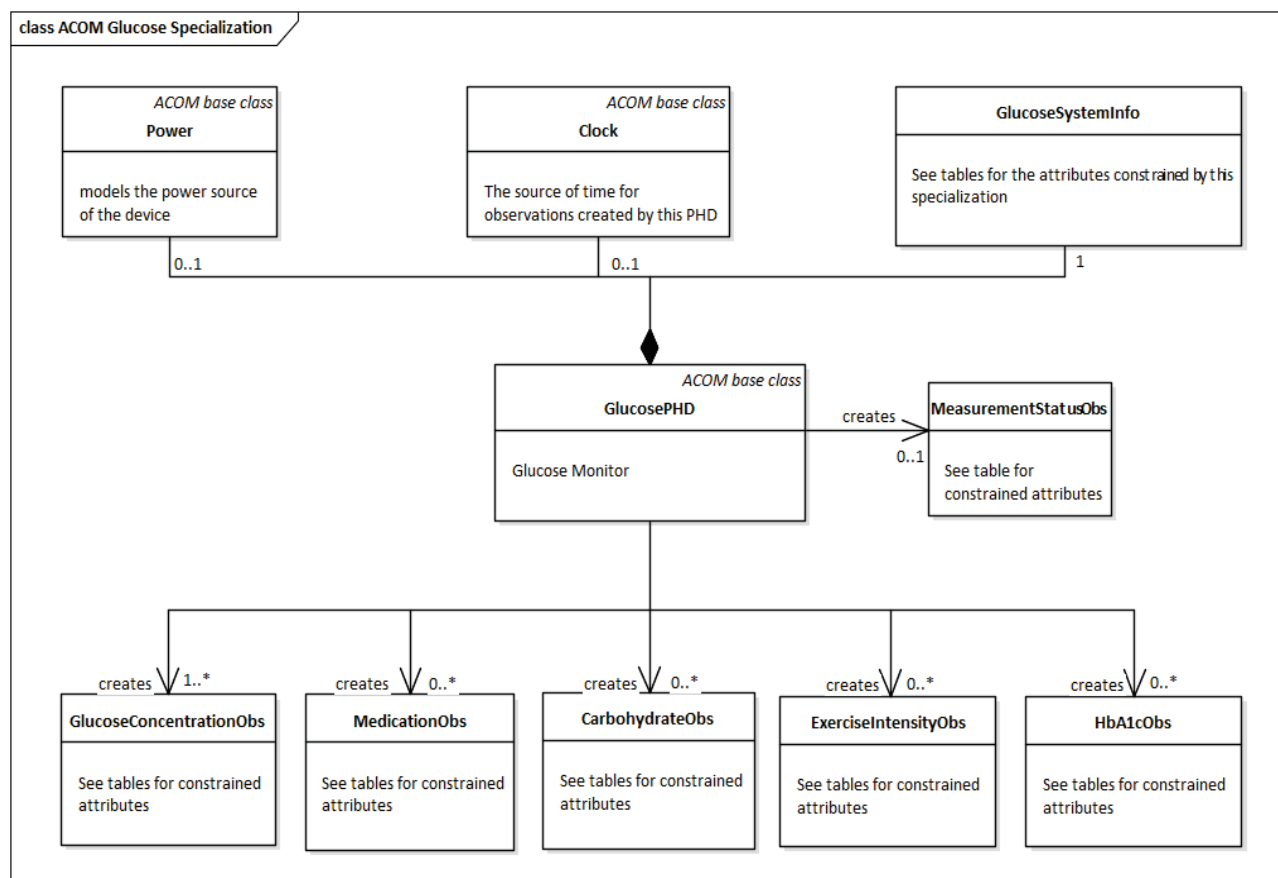 class ACOM Glucose Specialization
ACOM base class
Power
models the power source
of the device
0..1
ACOM base class
Clock
The source of time for
observations created by this PHD
0..1
GlucoseSystemInfo
See tables for the attributes constrained by this
specialization
1
ACOM base class
GlucosePHD
Glucose Monitor
creates
0..1
MeasurementStatusObs
See table for
constrained attributes
creates
1..*
GlucoseConcentrationObs
See tables for constrained
attributes
creates
0..*
MedicationObs
See tables for constrained
attributes
creates
0..*
CarbohydrateObs
See tables for constrained
attributes
creates
0..*
ExerciseIntensityObs
See tables for constrained
attributes
creates
0..*
HbA1cObs
See tables for constrained
attributes